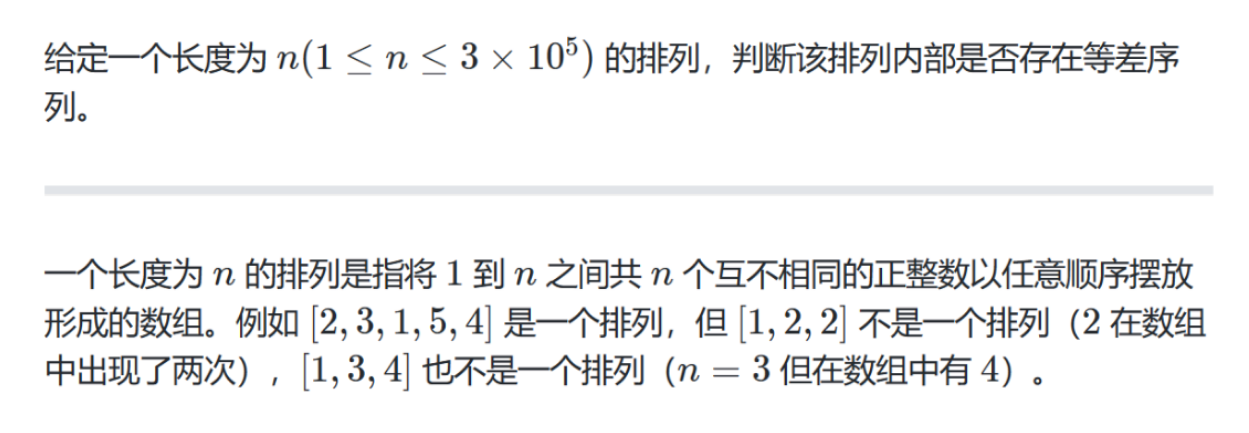 给定一个长度为 n(1 ≤ n ≤ 3 × 10⁵) 的排列，判断该排列内部是否存在等差序
列。
一个长度为 n 的排列是指将 1 到 n 之间共 n 个互不相同的正整数以任意顺序摆放
形成的数组。例如 [2, 3, 1, 5, 4] 是一个排列，但 [1, 2, 2] 不是一个排列（2 在数组
中出现了两次），[1, 3, 4] 也不是一个排列（n = 3 但在数组中有 4）。